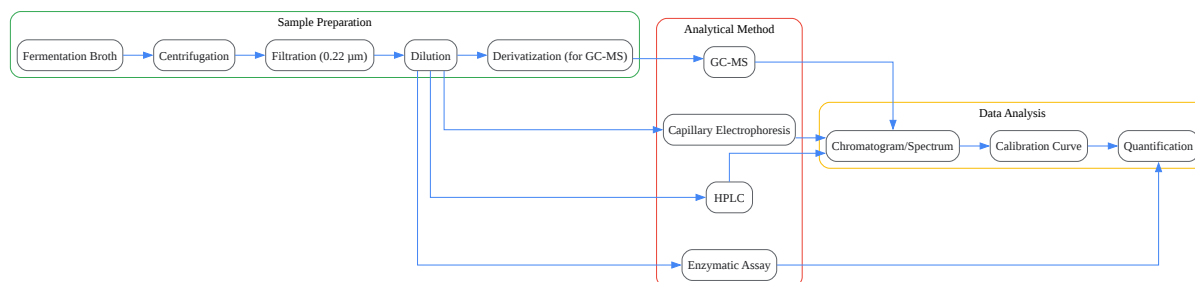 Sample Preparation
Fermentation Broth
Centrifugation
Filtration (0.22 µm)
Dilution
Derivatization (for GC-MS)
Analytical Method
GC-MS
Capillary Electrophoresis
HPLC
Enzymatic Assay
Data Analysis
Chromatogram/Spectrum
Calibration Curve
Quantification